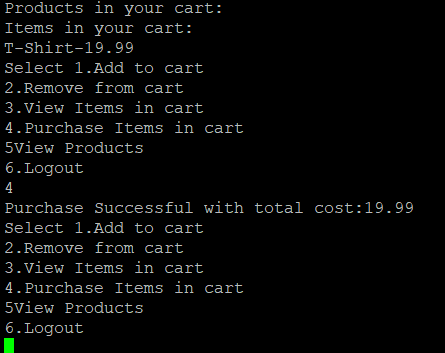 Products in your cart:
Items in your cart:
T-Shirt-19.99
Select 1.Add to cart
2.Remove from cart
3.View Items in cart
4.Purchase Items in cart
5View Products
6.Logout
4
Purchase Successful with total cost:19.99
Select 1.Add to cart
2.Remove from cart
3.View Items in cart
4.Purchase Items in cart
5View Products
6.Logout